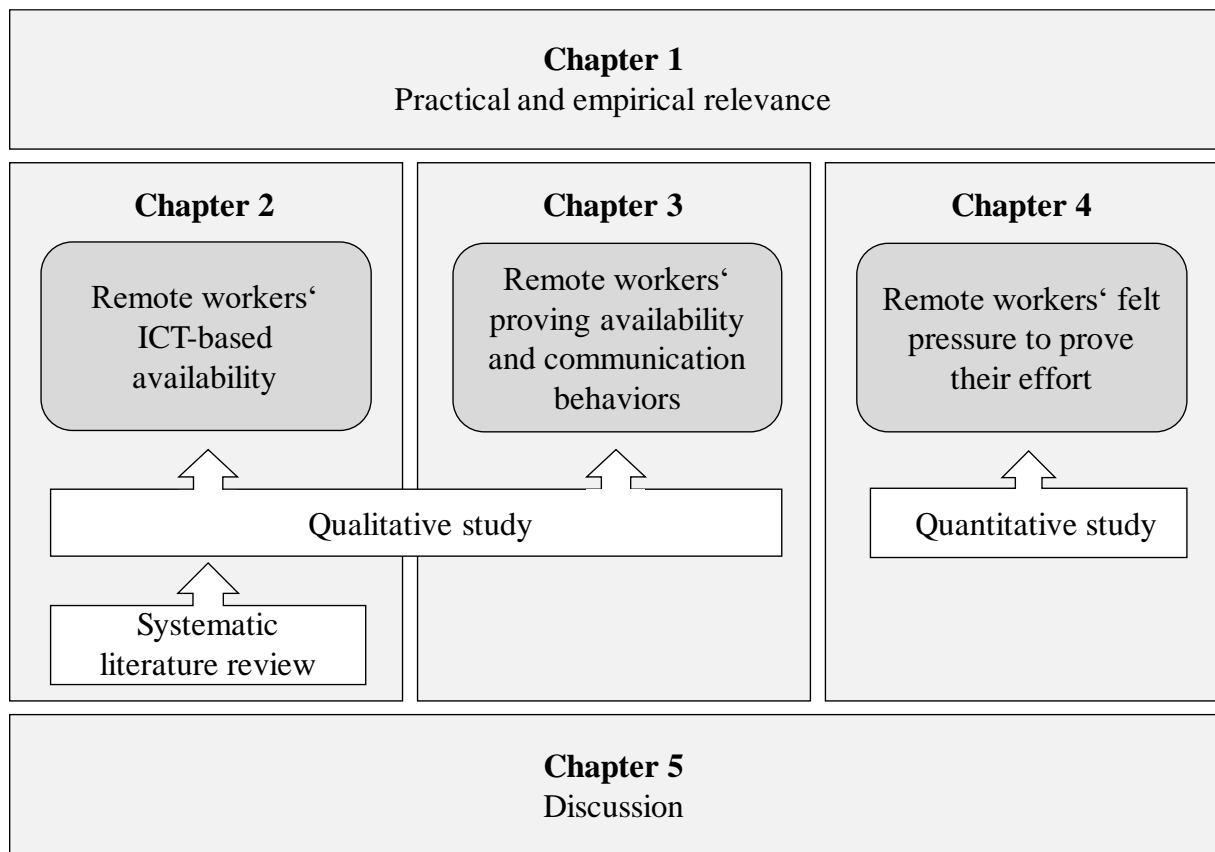 Chapter 1
Practical and empirical relevance
Chapter 2
Remote workers‘
ICT-based
availability
Chapter 3
Remote workers‘
proving availability
and communication
behaviors
Chapter 4
Remote workers‘ felt
pressure to prove
their effort
Qualitative study
Quantitative study
Systematic
literature review
Chapter 5
Discussion